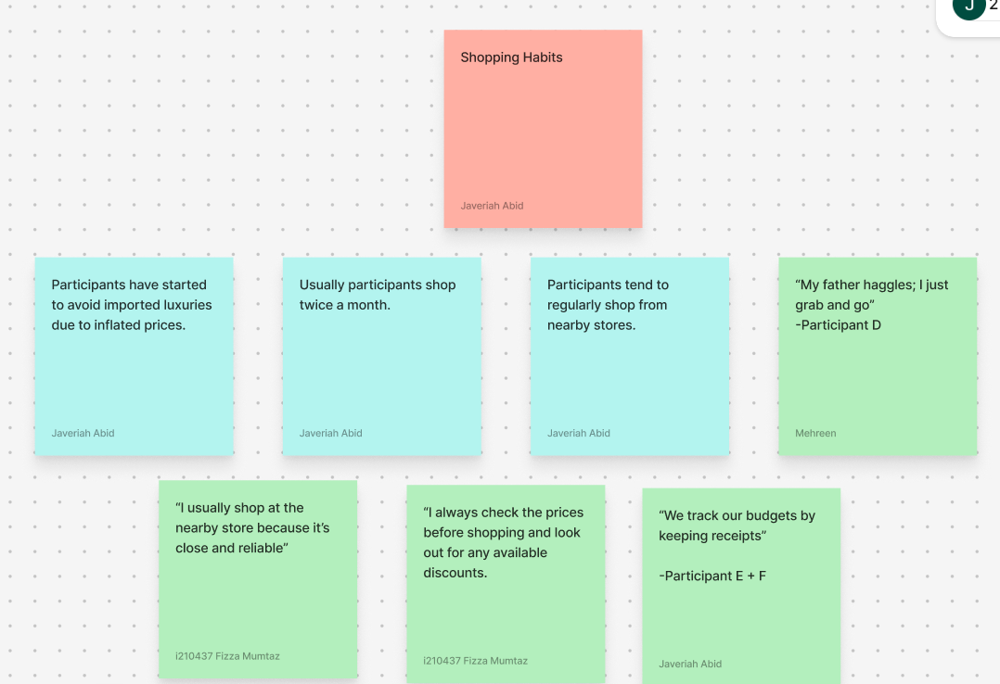 J 2
Shopping Habits
Javeriah Abid
Participants have started
to avoid imported luxuries
due to inflated prices.
Javeriah Abid
Usually participants shop
twice a month.
Javeriah Abid
Participants tend to
regularly shop from
nearby stores.
Javeriah Abid
“My father haggles; I just
grab and go”
-Participant D
Mehreen
“I usually shop at the
nearby store because it’s
close and reliable”
i210437 Fizza Mumtaz
“I always check the prices
before shopping and look
out for any available
discounts.
i210437 Fizza Mumtaz
“We track our budgets by
keeping receipts”
-Participant E + F
Javeriah Abid